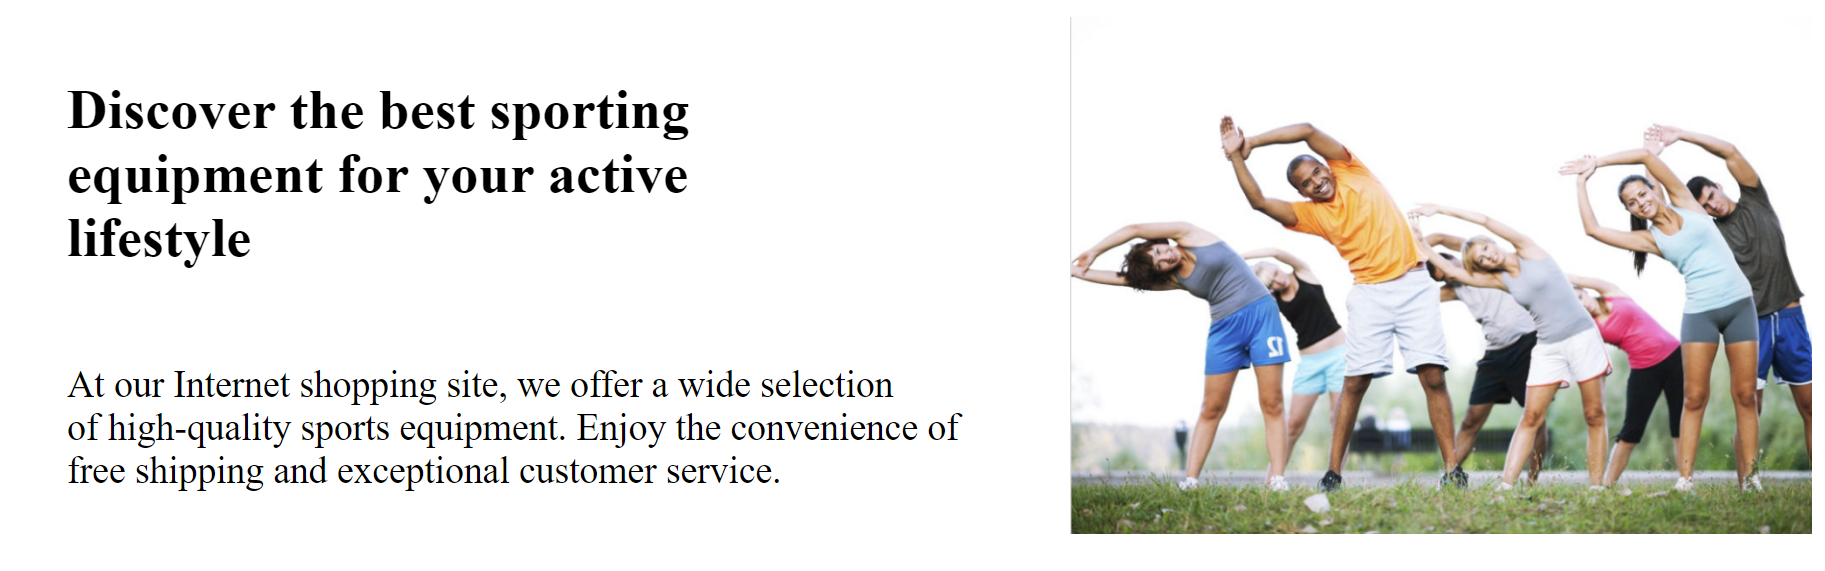 Discover the best sporting
equipment for your active
lifestyle
At our Internet shopping site, we offer a wide selection
of high-quality sports equipment. Enjoy the convenience of
free shipping and exceptional customer service.